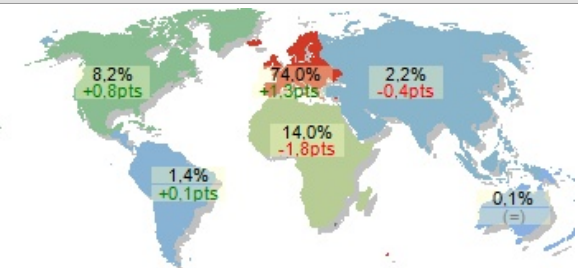 8,2%
+0,8pts
74,0%
+1,3pts
2,2%
-0,4pts
14,0%
-1,8pts
1,4%
+0,1pts
0,1%
(=)